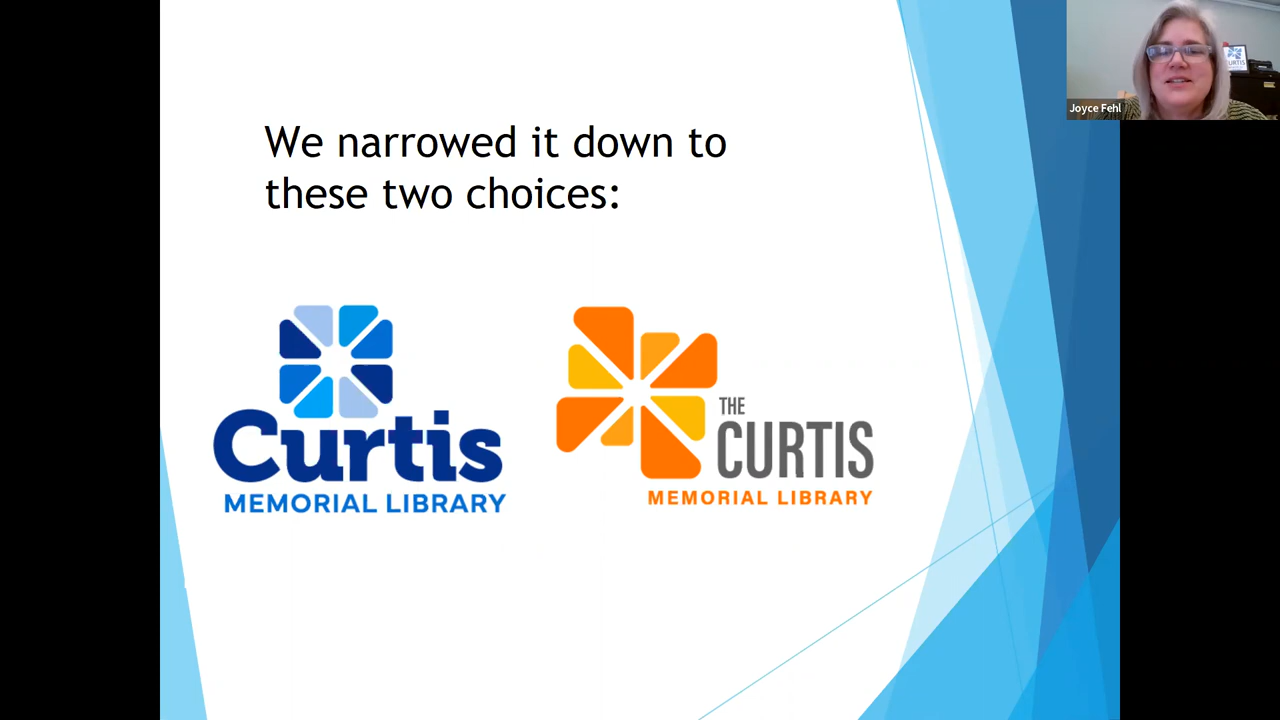 We narrowed it down to
these two choices:
Curtis
MEMORIAL LIBRARY
THE
CURTIS
MEMORIAL LIBRARY
Joyce Fehl